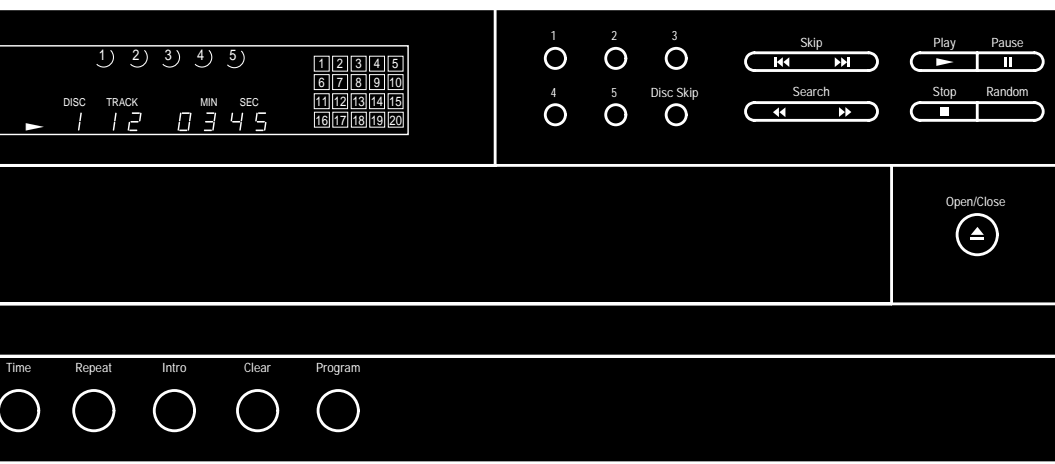 1 2 3 4 5
1 2 3 4 5
6 7 8 9 10
11 12 13 14 15
16 17 18 19 20
DISC TRACK MIN SEC
1 12 03 45
1 2 3
4 5 Disc Skip
Skip
Search
Play Pause
Stop Random
Open/Close
Time Repeat Intro Clear Program